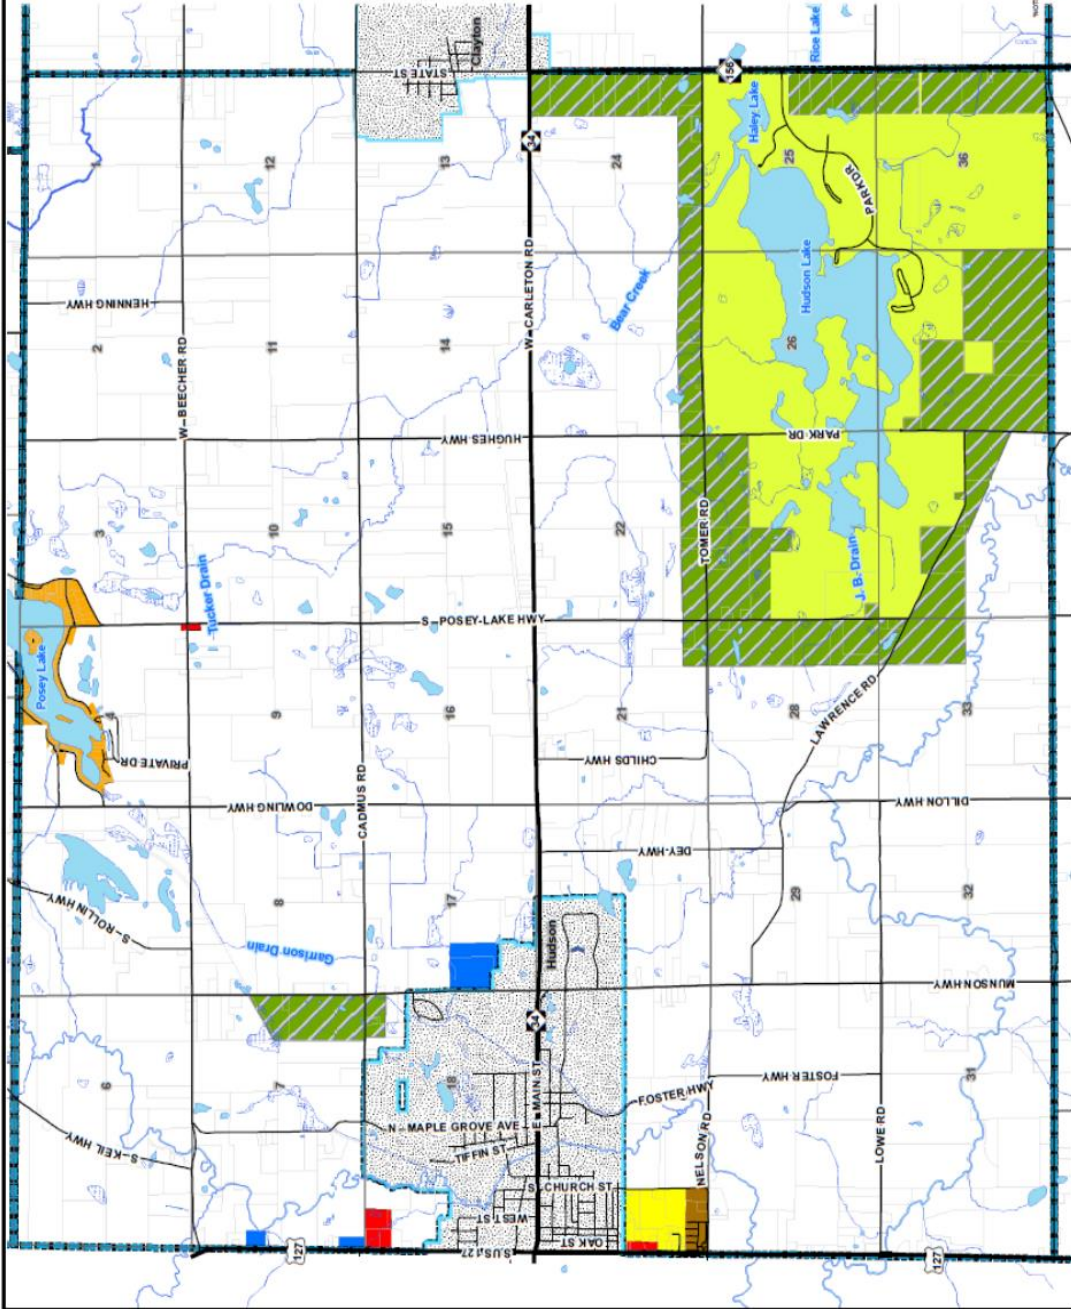 Clayton
STATE ST
Rice Lake
156
Haley Lake
1
12
13
34
24
25
36
PARKDR
HENNING HWY
W-CARLETON RD
Hudson Lake
Bear Creek
2
11
14
26
W-BEECHER RD
HUGHES HWY
PARK DR
3
10
15
22
TOMER RD
J. B. Drain
Tucker Drain
S-POSEY-LAKE HWY
Posey Lake
4
9
16
21
28
33
LAWRENCE RD
PRIVATE DR
CHILDS HWY
CADMUS RD
DOWLING HWY
DILLON HWY
DEY-HWY
S-ROLLIN HWY
8
17
29
32
Hudson
Garrison Drain
MUNSON HWY
34
6
7
18
31
E. MAIN ST
FOSTER HWY
FOSTER HWY
N-MAPLE GROVE AVE
TIFFIN ST
NELSON RD
LOWE RD
S-KEIL HWY
S. CHURCH ST
WEST ST
OAK ST
127
S. US 127
127